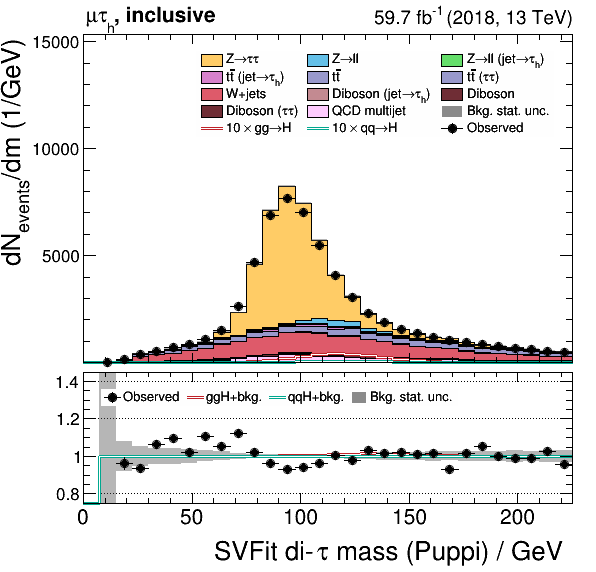 μτh, inclusive 59.7 fb⁻¹ (2018, 13 TeV)
15000
Z→ττ Z→ll Z→ll (jet→τh)
tt̄ (jet→τh) tt̄ tt̄ (ττ)
W+jets Diboson (jet→τh) Diboson
Diboson (ττ) QCD multijet Bkg. stat. unc.
10 × gg→H 10 × qq→H Observed
10000
5000
dNevents/dm (1/GeV)
1.4
Observed ggH+bkg. qqH+bkg. Bkg. stat. unc.
1.2
1
0.8
0 50 100 150 200
SVFit di-τ mass (Puppi) / GeV